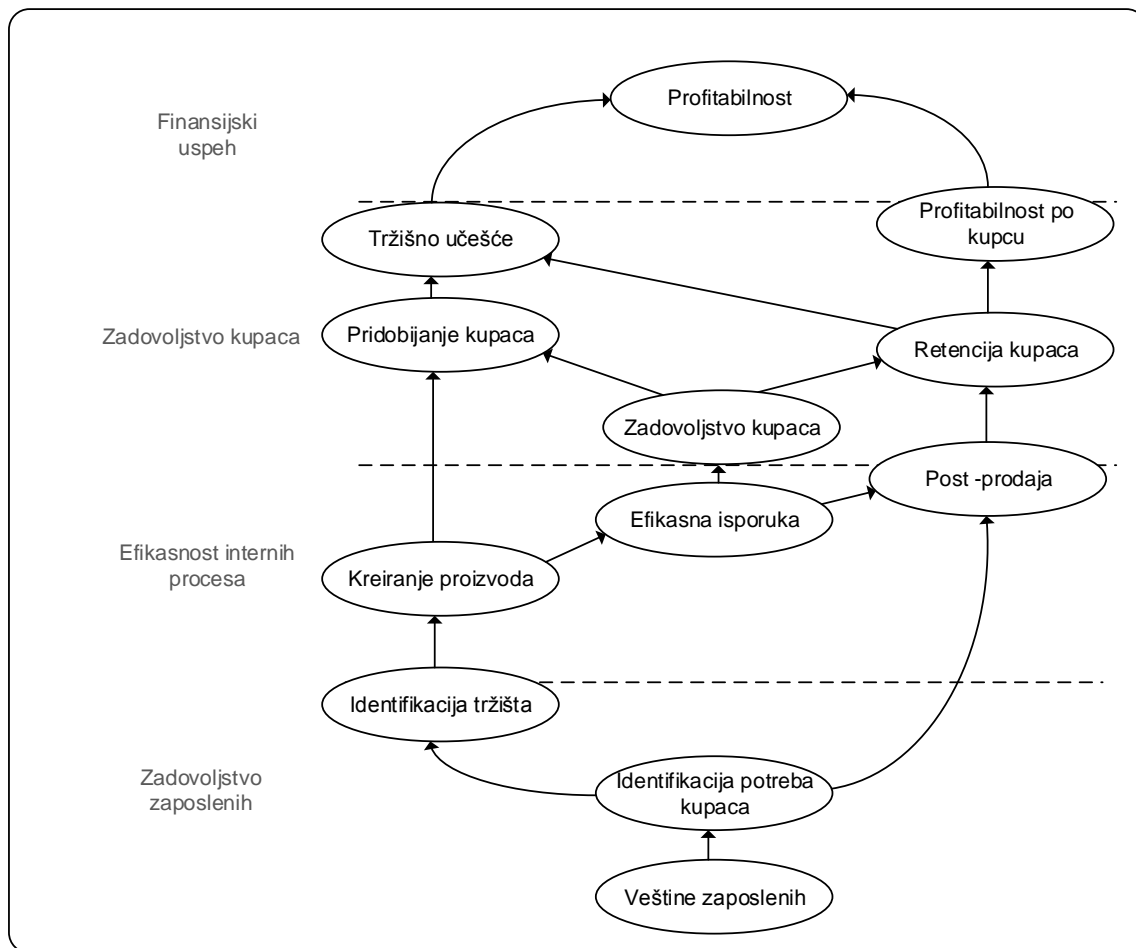 Profitabilnost
Finansijski
uspeh
Profitabilnost po
kupcu
Tržišno učešće
Zadovoljstvo kupaca
Pridobijanje kupaca
Retencija kupaca
Zadovoljstvo kupaca
Post -prodaja
Efikasna isporuka
Efikasnost internih
procesa
Kreiranje proizvoda
Identifikacija tržišta
Zadovoljstvo
zaposlenih
Identifikacija potreba
kupaca
Veštine zaposlenih